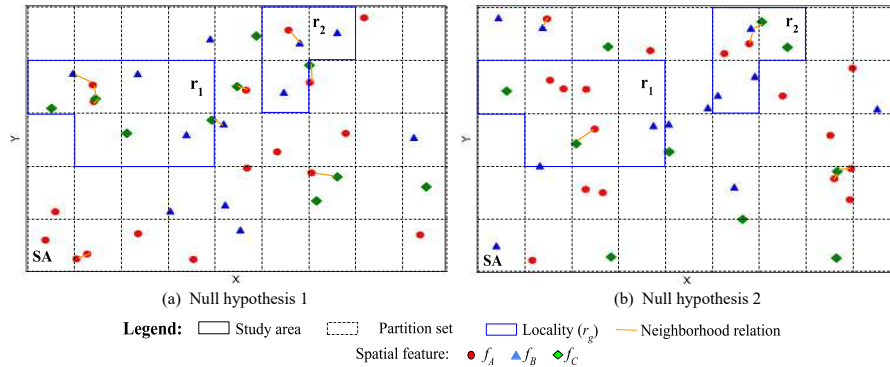 r2
r1
Y
SA
X
(a) Null hypothesis 1
r2
r1
Y
SA
X
(b) Null hypothesis 2
Legend: Study area Partition set Locality (rg) Neighborhood relation
Spatial feature: fA fB fC